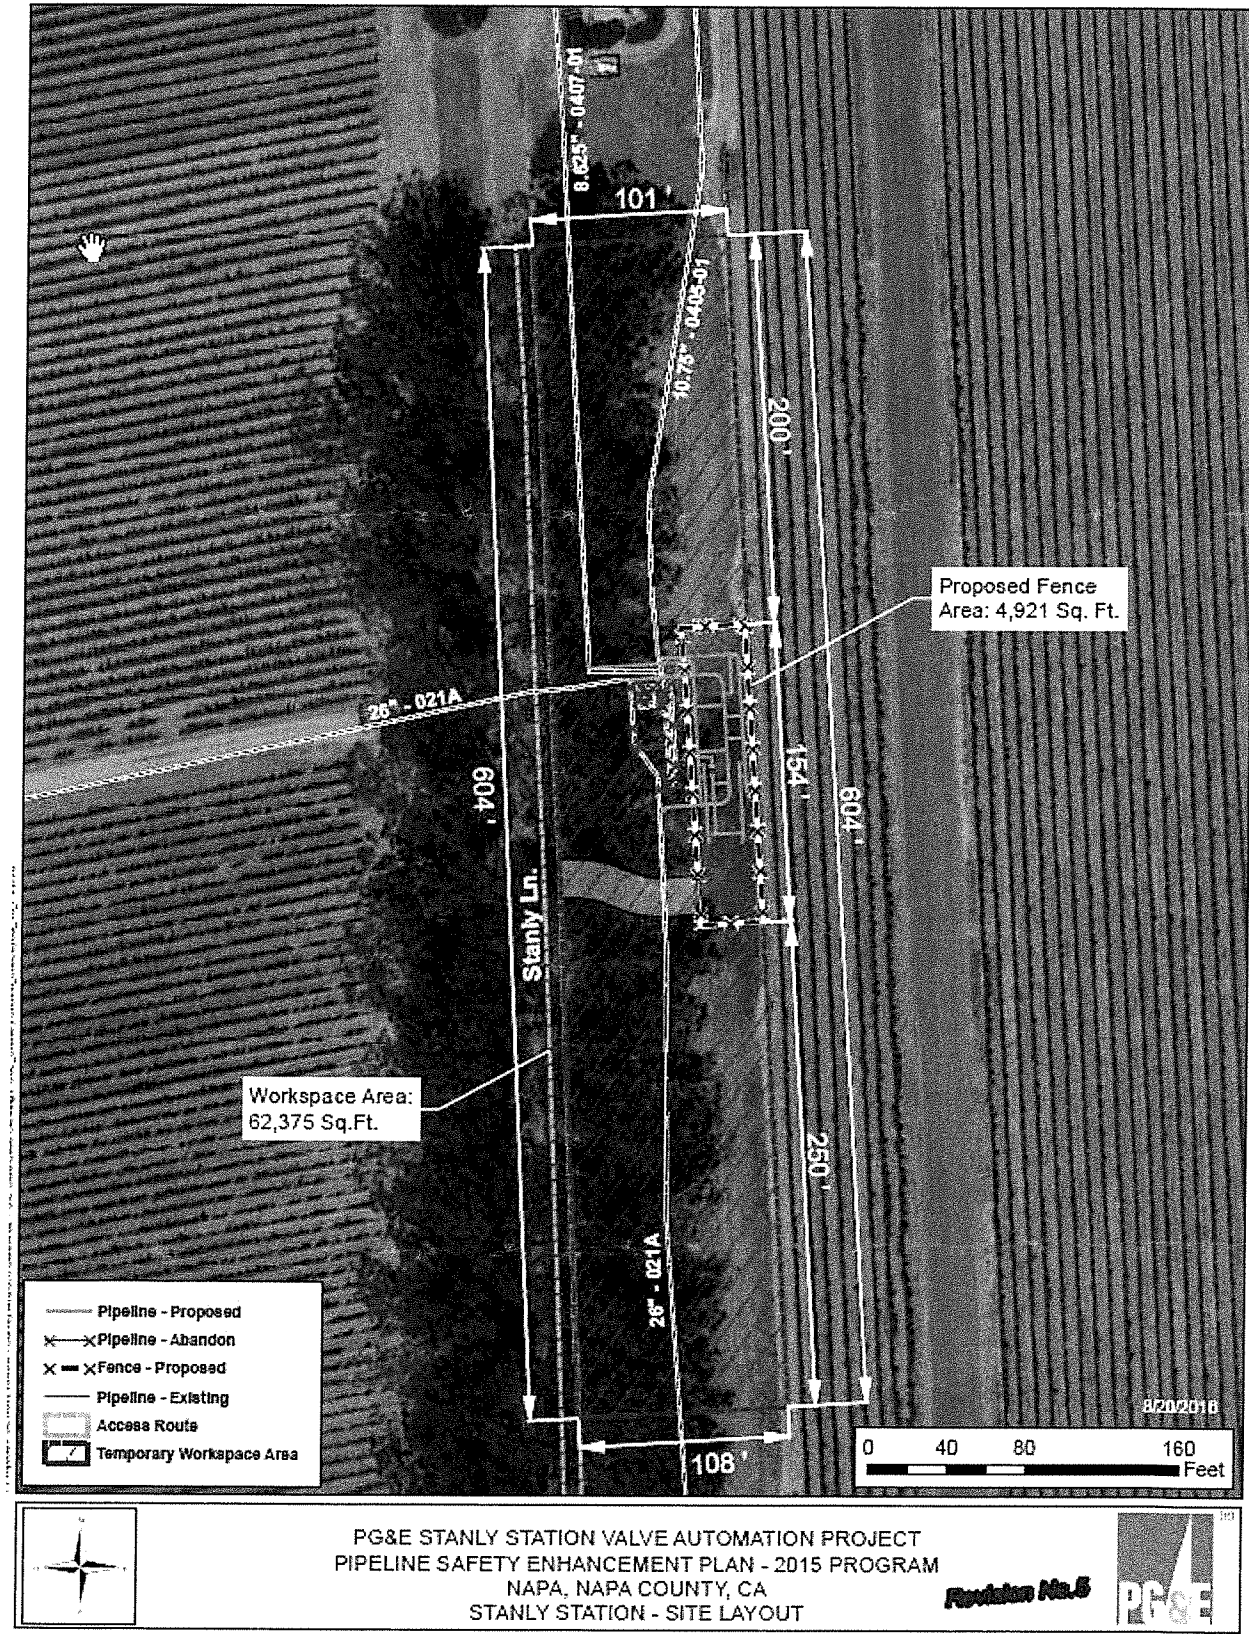 8.625" - 0407-01
101 '
10.75" - 0405-01
200 '
Proposed Fence
Area: 4,921 Sq. Ft.
26" - 021A
604 '
154 '
604 '
Stanly Ln.
Workspace Area:
62,375 Sq.Ft.
250 '
26" - 021A
108 '
Pipeline - Proposed
Pipeline - Abandon
Fence - Proposed
Pipeline - Existing
Access Route
Temporary Workspace Area
8/20/2016
0 40 80 160
Feet
PG&E STANLY STATION VALVE AUTOMATION PROJECT
PIPELINE SAFETY ENHANCEMENT PLAN - 2015 PROGRAM
NAPA, NAPA COUNTY, CA
STANLY STATION - SITE LAYOUT
Revision No.5
PG&E